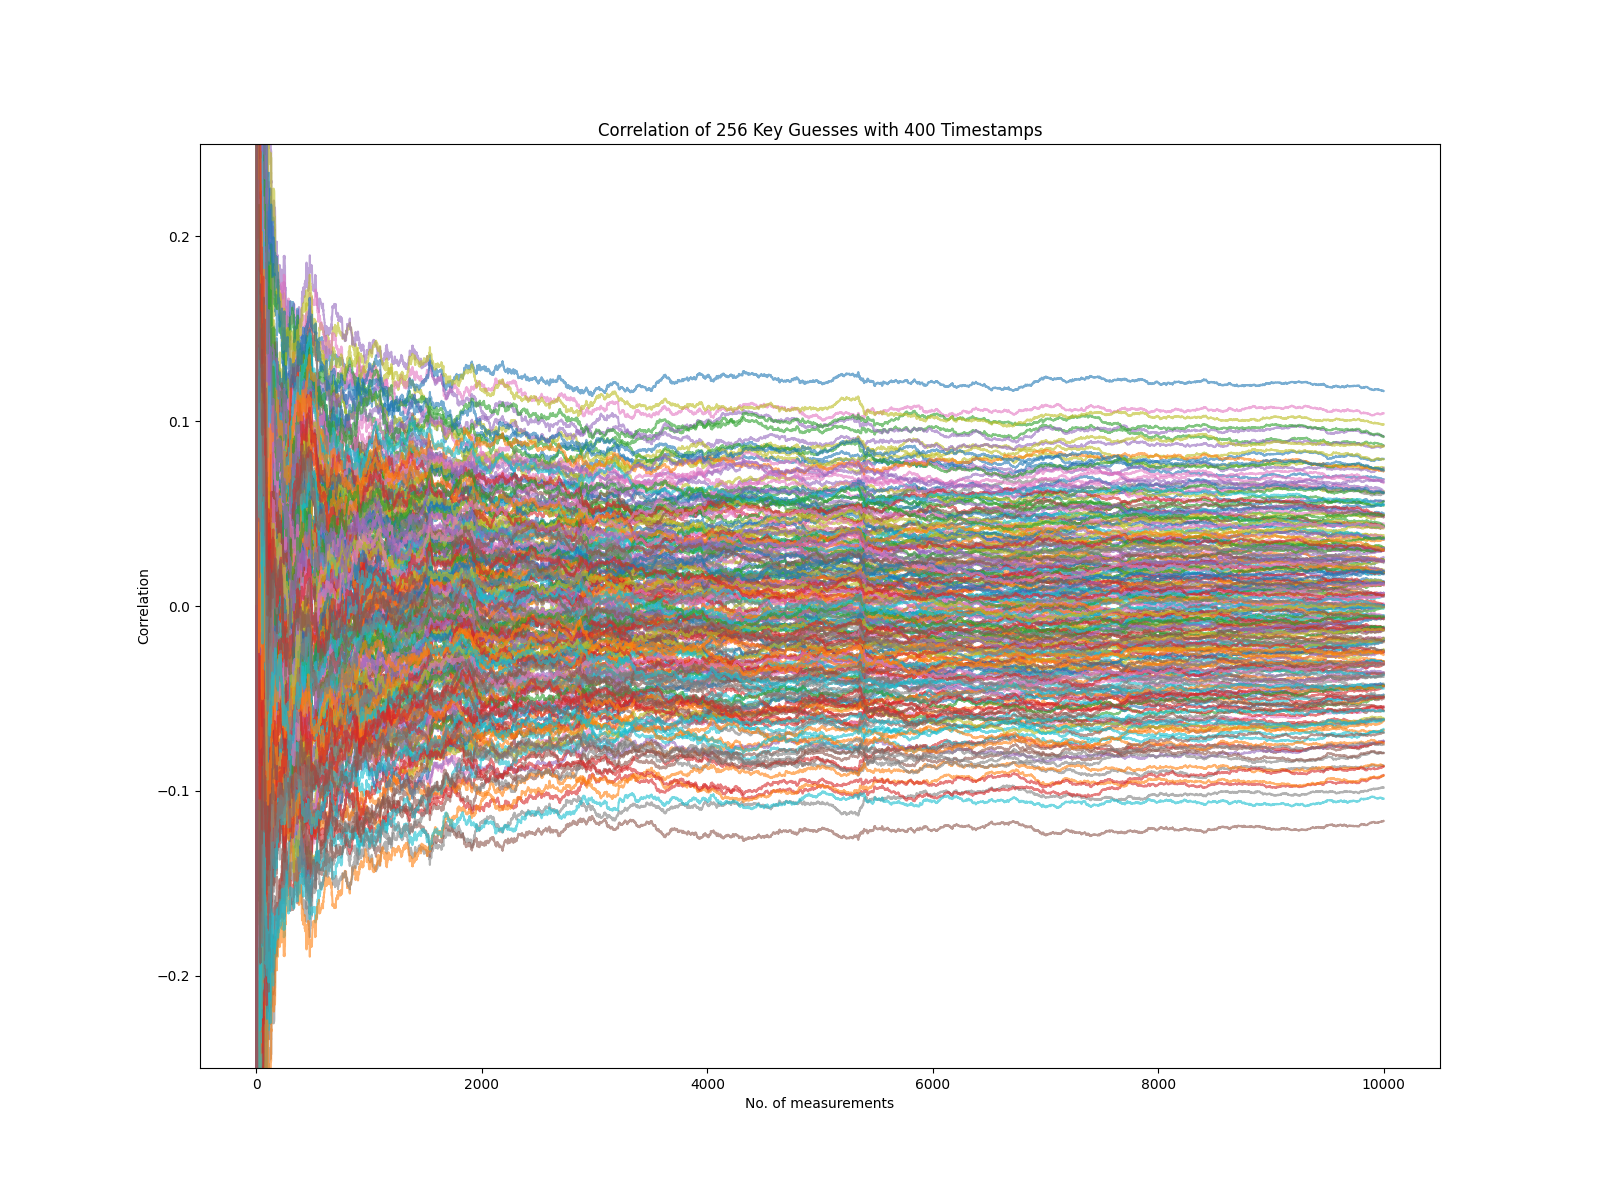 Correlation of 256 Key Guesses with 400 Timestamps
0.2
0.1
0.0
−0.1
−0.2
Correlation
0 2000 4000 6000 8000 10000
No. of measurements